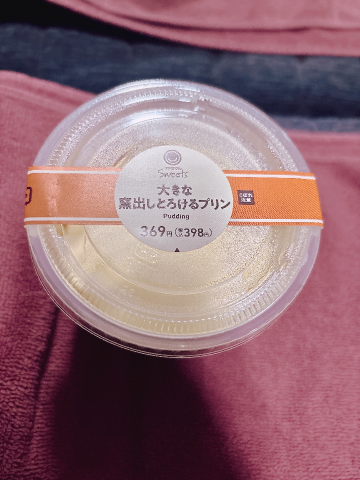 Sweets
大きな
窯出しとろけるプリン
Pudding
369円(税込398円)